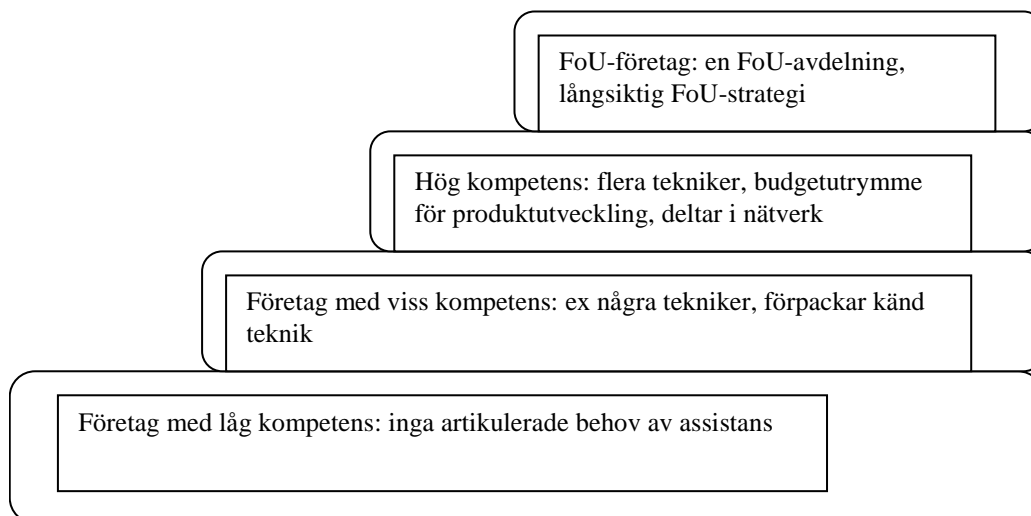 FoU-företag: en FoU-avdelning,
långsiktig FoU-strategi
Hög kompetens: flera tekniker, budgetutrymme
för produktutveckling, deltar i nätverk
Företag med viss kompetens: ex några tekniker, förpackar känd
teknik
Företag med låg kompetens: inga artikulerade behov av assistans